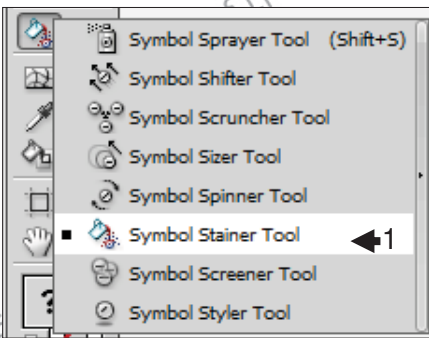 Symbol Sprayer Tool (Shift+S)
Symbol Shifter Tool
Symbol Scruncher Tool
Symbol Sizer Tool
Symbol Spinner Tool
Symbol Stainer Tool 1
Symbol Screener Tool
?
Symbol Styler Tool